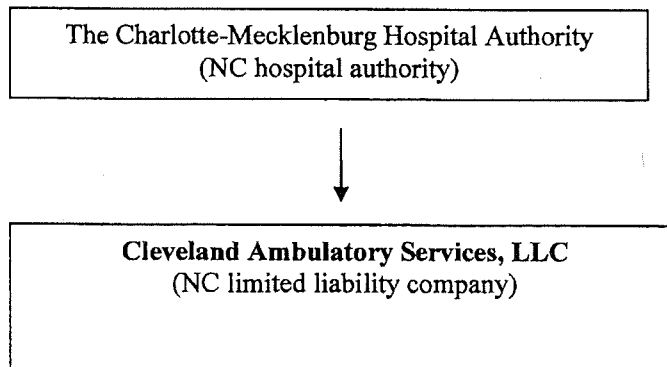 The Charlotte-Mecklenburg Hospital Authority
(NC hospital authority)
Cleveland Ambulatory Services, LLC
(NC limited liability company)